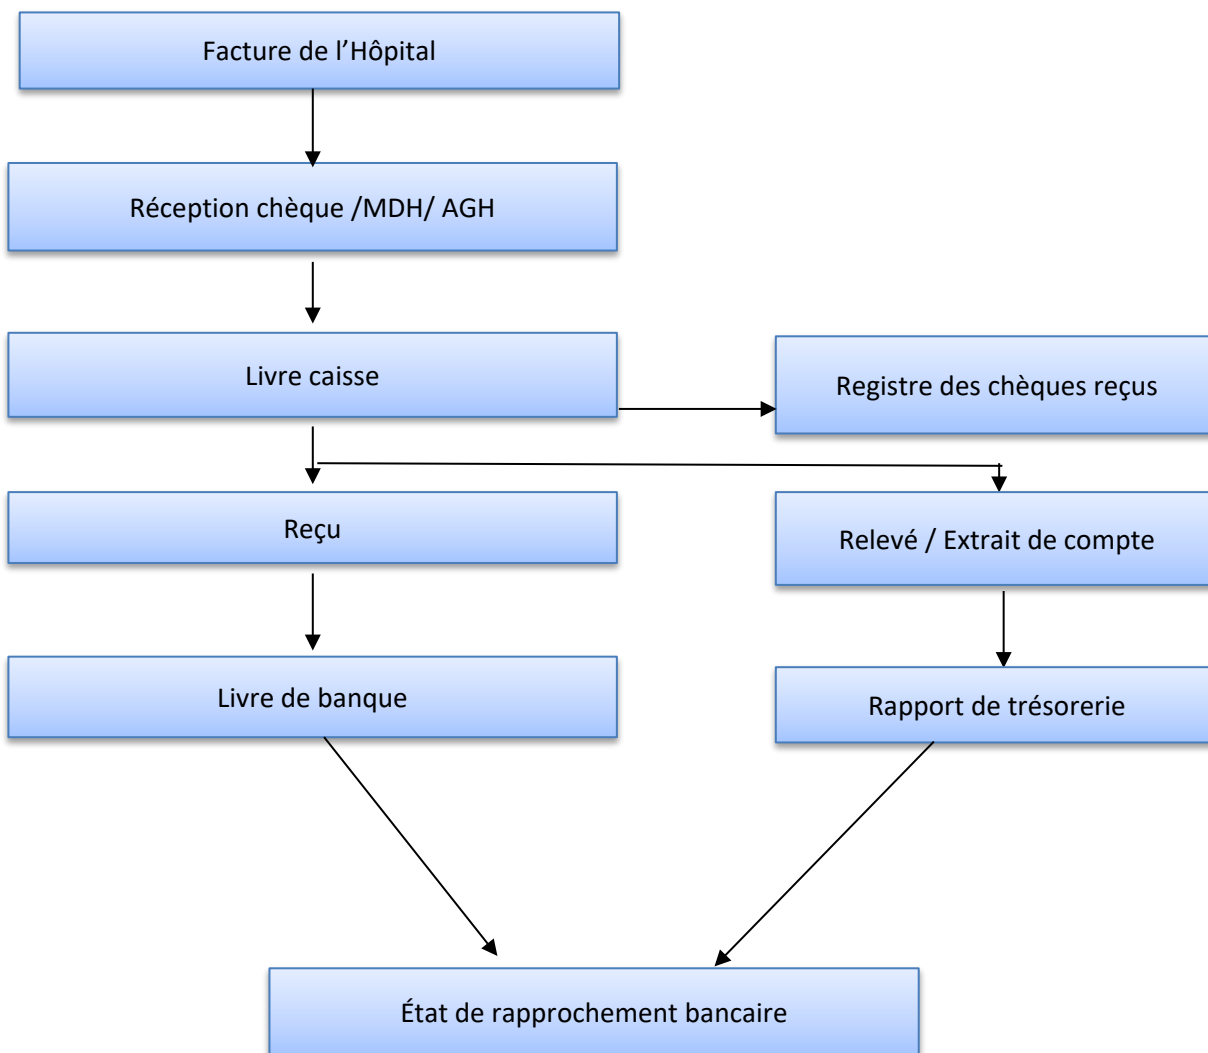 Facture de l’Hôpital
Réception chèque /MDH/ AGH
Livre caisse
Registre des chèques reçus
Reçu
Relevé / Extrait de compte
Livre de banque
Rapport de trésorerie
État de rapprochement bancaire